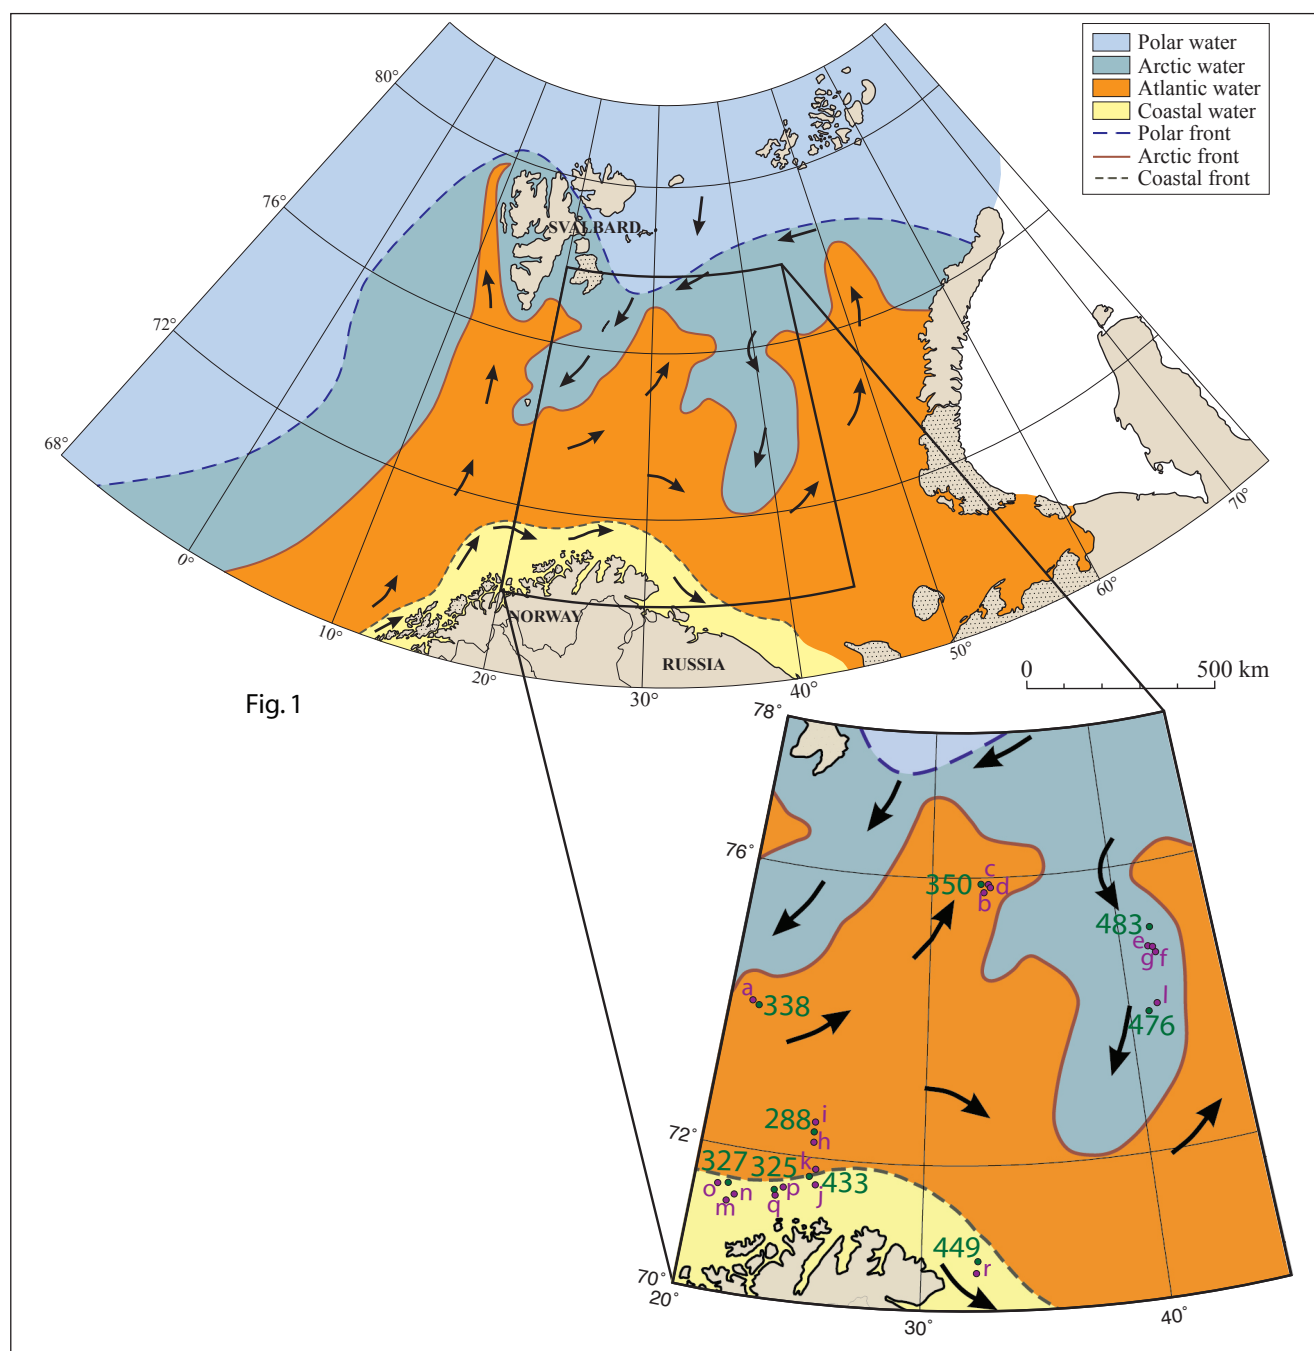 Polar water
Arctic water
Atlantic water
Coastal water
Polar front
Arctic front
Coastal front
80°
76°
72°
68°
SVALBARD
NORWAY
RUSSIA
0°
10°
20°
30°
40°
50°
60°
70°
0 500 km
Fig. 1
78°
76°
72°
70°
20°
30°
40°
350
c
d
b
483
e
g
f
l
476
a
338
288
i
h
327
325
k
433
o
n
m
p
q
j
449
r